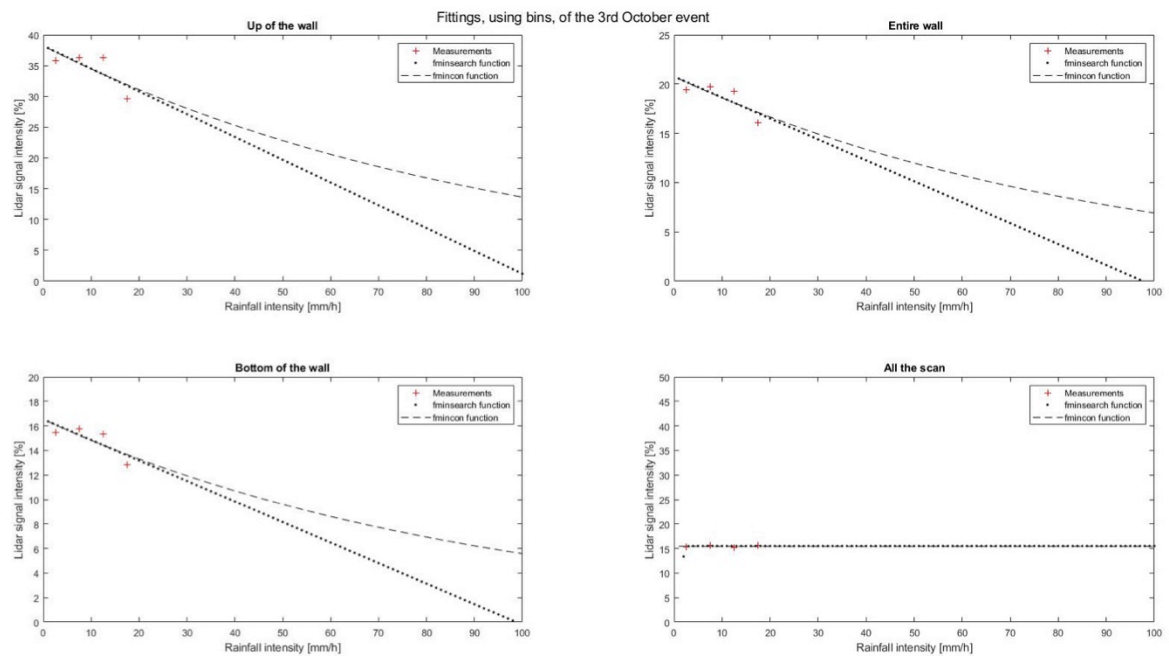 Fittings, using bins, of the 3rd October event
Up of the wall
40
35
30
25
20
15
10
5
0
Lidar signal intensity [%]
Measurements
fminsearch function
fmincon function
0 10 20 30 40 50 60 70 80 90 100
Rainfall intensity [mm/h]
Entire wall
25
20
15
10
5
0
Lidar signal intensity [%]
Measurements
fminsearch function
fmincon function
0 10 20 30 40 50 60 70 80 90 100
Rainfall intensity [mm/h]
Bottom of the wall
20
18
16
14
12
10
8
6
4
2
0
Lidar signal intensity [%]
Measurements
fminsearch function
fmincon function
0 10 20 30 40 50 60 70 80 90 100
Rainfall intensity [mm/h]
All the scan
50
45
40
35
30
25
20
15
10
5
0
Lidar signal intensity [%]
Measurements
fminsearch function
fmincon function
0 10 20 30 40 50 60 70 80 90 100
Rainfall intensity [mm/h]